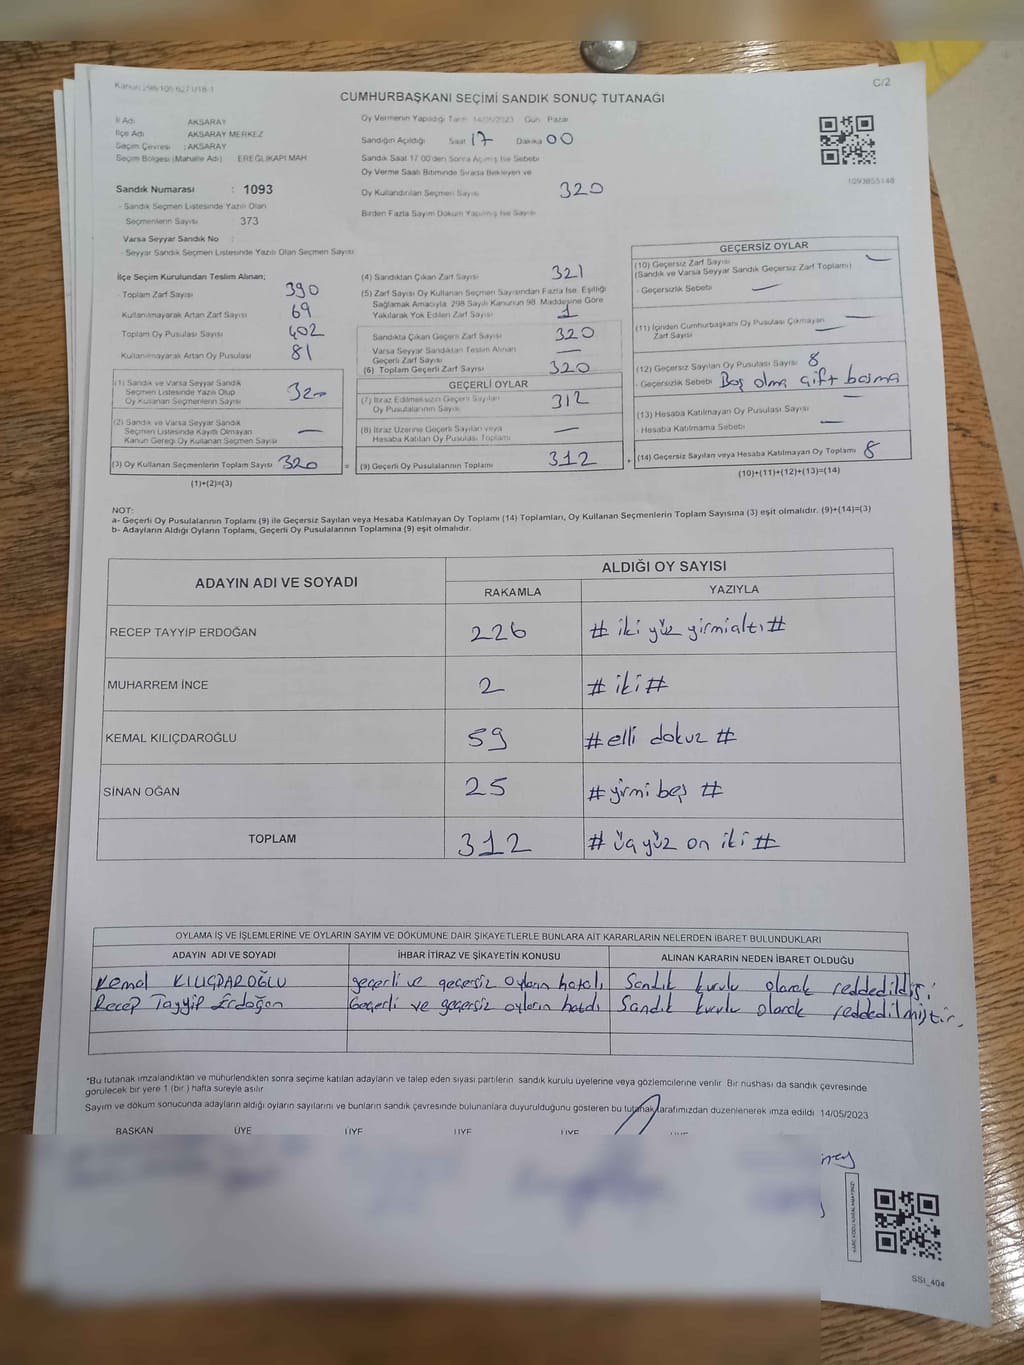 Kanun: 298/106 6271/18-1
C/2
CUMHURBAŞKANI SEÇİMİ SANDIK SONUÇ TUTANAĞI
İl Adı AKSARAY
İlçe Adı AKSARAY MERKEZ
Seçim Çevresi : AKSARAY
Seçim Bölgesi (Mahalle Adı) EREĞLİKAPI MAH
Sandık Numarası : 1093
- Sandık Seçmen Listesinde Yazılı Olan
Seçmenlerin Sayısı 373
Varsa Seyyar Sandık No :
- Seyyar Sandık Seçmen Listesinde Yazılı Olan Seçmen Sayısı
Oy Vermenin Yapıldığı Tarih 14/05/2023 Gün: Pazar
Sandığın Açıldığı Saat 17 Dakika 00
Sandık Saat 17 00'den Sonra Açılmış İse Sebebi
Oy Verme Saati Bitiminde Sırada Bekleyen ve
Oy Kullandırılan Seçmen Sayısı 320
Birden Fazla Sayım Döküm Yapılmış İse Sayısı
1093855148
İlçe Seçim Kurulundan Teslim Alınan;
- Toplam Zarf Sayısı 390
Kullanılmayarak Artan Zarf Sayısı 69
Toplam Oy Pusulası Sayısı 402
Kullanılmayarak Artan Oy Pusulası 81
(1) Sandık ve Varsa Seyyar Sandık
Seçmen Listesinde Yazılı Olup
Oy Kullanan Seçmenlerin Sayısı 320
(2) Sandık ve Varsa Seyyar Sandık
Seçmen Listesinde Kayıtlı Olmayan
Kanun Gereği Oy Kullanan Seçmen Sayısı —
(3) Oy Kullanan Seçmenlerin Toplam Sayısı 320
(1)+(2)=(3)
(4) Sandıktan Çıkan Zarf Sayısı 321
(5) Zarf Sayısı Oy Kullanan Seçmen Sayısından Fazla İse, Eşitliği
Sağlamak Amacıyla 298 Sayılı Kanunun 98. Maddesine Göre
Yakılarak Yok Edilen Zarf Sayısı 1
Sandıkta Çıkan Geçerli Zarf Sayısı 320
Varsa Seyyar Sandıktan Teslim Alınan
Geçerli Zarf Sayısı —
(6) Toplam Geçerli Zarf Sayısı 320
GEÇERLİ OYLAR
(7) İtiraz Edilmeksizin Geçerli Sayılan
Oy Pusulalarının Sayısı 312
(8) İtiraz Üzerine Geçerli Sayılan veya
Hesaba Katılan Oy Pusulası Toplamı —
= (9) Geçerli Oy Pusulalarının Toplamı 312 +
GEÇERSİZ OYLAR
(10) Geçersiz Zarf Sayısı —
(Sandık ve Varsa Seyyar Sandık Geçersiz Zarf Toplamı)
- Geçersizlik Sebebi —
(11) İçinden Cumhurbaşkanı Oy Pusulası Çıkmayan —
Zarf Sayısı —
(12) Geçersiz Sayılan Oy Pusulası Sayısı 8
- Geçersizlik Sebebi Boş olma çift basma
(13) Hesaba Katılmayan Oy Pusulası Sayısı —
- Hesaba Katılmama Sebebi —
(14) Geçersiz Sayılan veya Hesaba Katılmayan Oy Toplamı 8
(10)+(11)+(12)+(13)=(14)
NOT:
a- Geçerli Oy Pusulalarının Toplamı (9) ile Geçersiz Sayılan veya Hesaba Katılmayan Oy Toplamı (14) Toplamları, Oy Kullanan Seçmenlerin Toplam Sayısına (3) eşit olmalıdır. (9)+(14)=(3)
b- Adayların Aldığı Oyların Toplamı, Geçerli Oy Pusulalarının Toplamına (9) eşit olmalıdır.
ADAYIN ADI VE SOYADI ALDIĞI OY SAYISI
RAKAMLA YAZIYLA
RECEP TAYYİP ERDOĞAN 226 # iki yüz yirmialtı #
MUHARREM İNCE 2 # iki #
KEMAL KILIÇDAROĞLU 59 # elli dokuz #
SİNAN OĞAN 25 # yirmi beş #
TOPLAM 312 # üç yüz on iki #
OYLAMA İŞ VE İŞLEMLERİNE VE OYLARIN SAYIM VE DÖKÜMÜNE DAİR ŞİKAYETLERLE BUNLARA AİT KARARLARIN NELERDEN İBARET BULUNDUKLARI
ADAYIN ADI VE SOYADI İHBAR İTİRAZ VE ŞİKAYETİN KONUSU ALINAN KARARIN NEDEN İBARET OLDUĞU
Kemal KILIÇDAROĞLU geçerli ve geçersiz oyların hatalı Sandık kurulu olarak
Recep Tayyip Erdoğan Geçerli ve geçersiz oyların hatalı Sandık kurulu olarak reddedilmiştir.
*Bu tutanak imzalandıktan ve mühürlendikten sonra seçime katılan adayların ve talep eden siyasi partilerin sandık kurulu üyelerine veya gözlemcilerine verilir. Bir nüshası da sandık çevresinde
görülecek bir yere 1 (bir ) hafta süreyle asılır
Sayım ve döküm sonucunda adayların aldığı oyların sayılarını ve bunların sandık çevresinde bulunanlara duyurulduğunu gösteren bu tutanak tarafımızdan düzenlenerek imza edildi 14/05/2023
BAŞKAN ÜYE ÜYE ÜYE ÜYE ÜYE
SSI_404